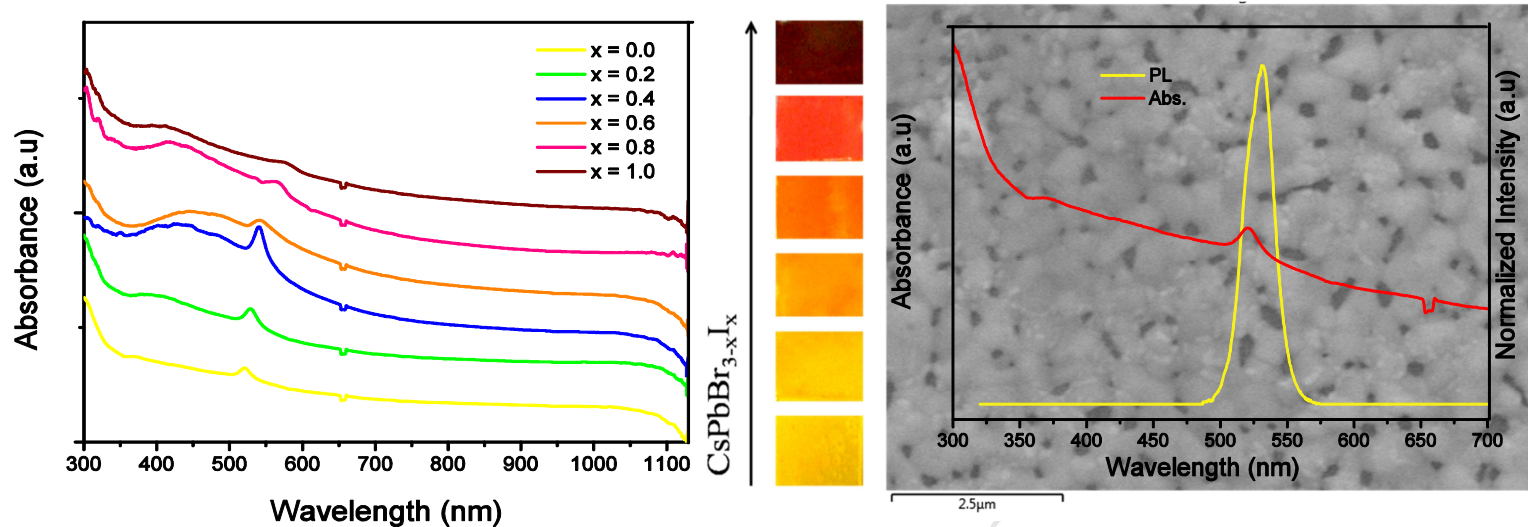 x = 0.0
x = 0.2
x = 0.4
x = 0.6
x = 0.8
x = 1.0
Absorbance (a.u)
300 400 500 600 700 800 900 1000 1100
Wavelength (nm)
CsPbBr3-xIx
PL
Abs.
Absorbance (a.u)
Normalized Intensity (a.u)
300 350 400 450 500 550 600 650 700
Wavelength (nm)
2.5µm